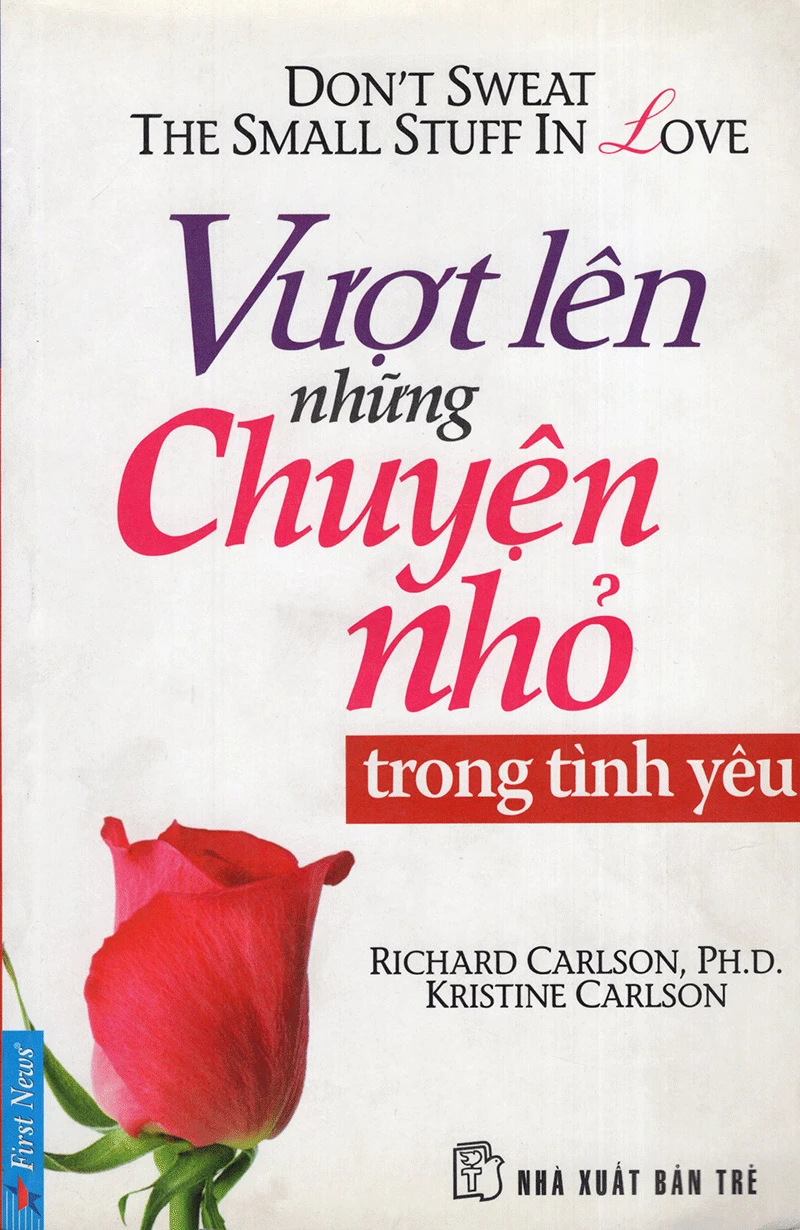 DON'T SWEAT
THE SMALL STUFF IN LOVE
Vượt lên
những
Chuyện
nhỏ
trong tình yêu
RICHARD CARLSON, PH.D.
KRISTINE CARLSON
First News®
T
NHÀ XUẤT BẢN TRẺ